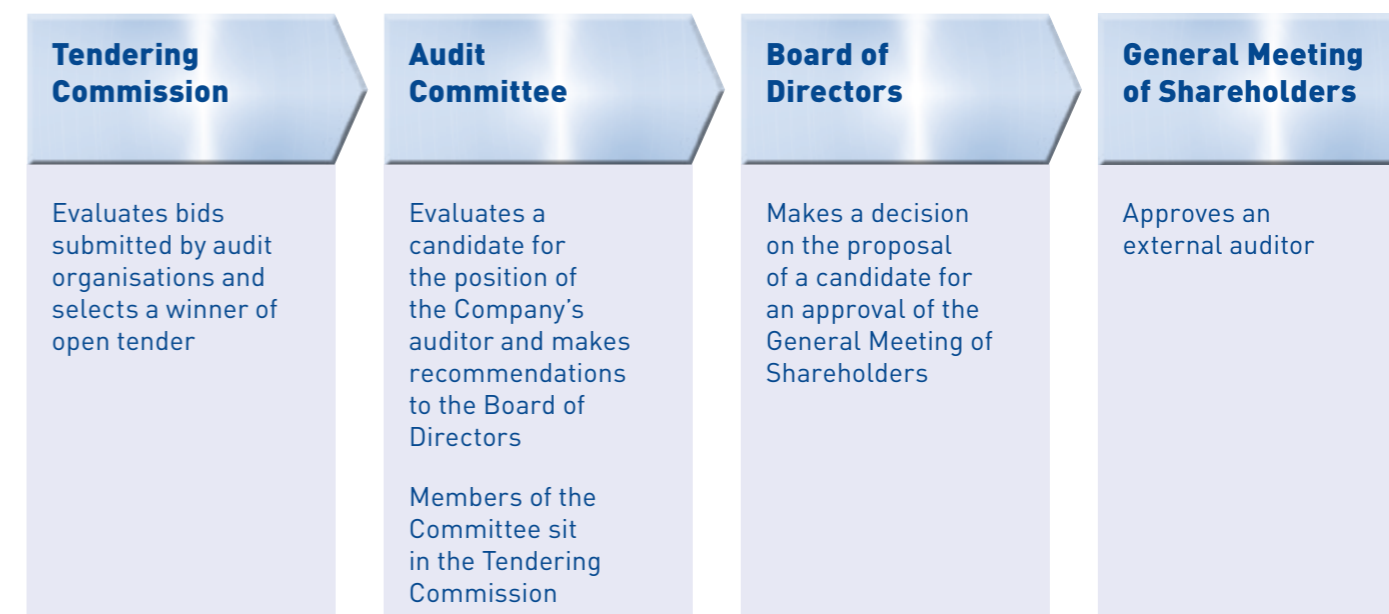 Tendering
Commission
Evaluates bids
submitted by audit
organisations and
selects a winner of
open tender
Audit
Committee
Evaluates a
candidate for
the position of
the Company's
auditor and makes
recommendations
to the Board of
Directors
Members of the
Committee sit
in the Tendering
Commission
Board of
Directors
Makes a decision
on the proposal
of a candidate for
an approval of the
General Meeting of
Shareholders
General Meeting
of Shareholders
Approves an
external auditor